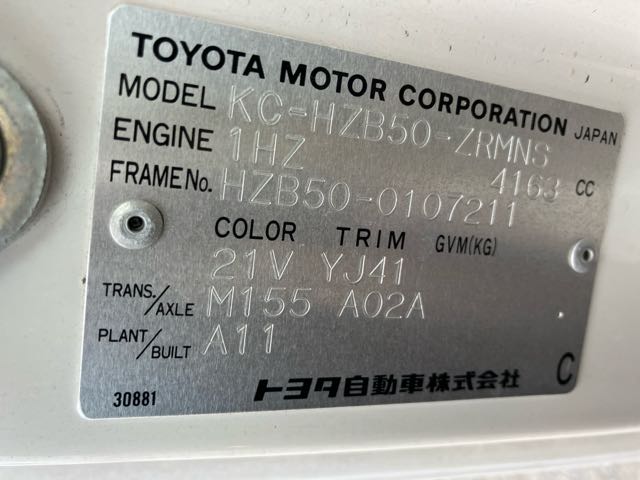 TOYOTA MOTOR CORPORATION JAPAN
MODEL KC-HZB50-ZRMNS
ENGINE 1HZ 4163 CC
FRAME No. HZB50-0107211
COLOR TRIM GVM(KG)
21V YJ41
TRANS./AXLE M155 A02A
PLANT/BUILT A11
30881 トヨタ自動車株式会社 C